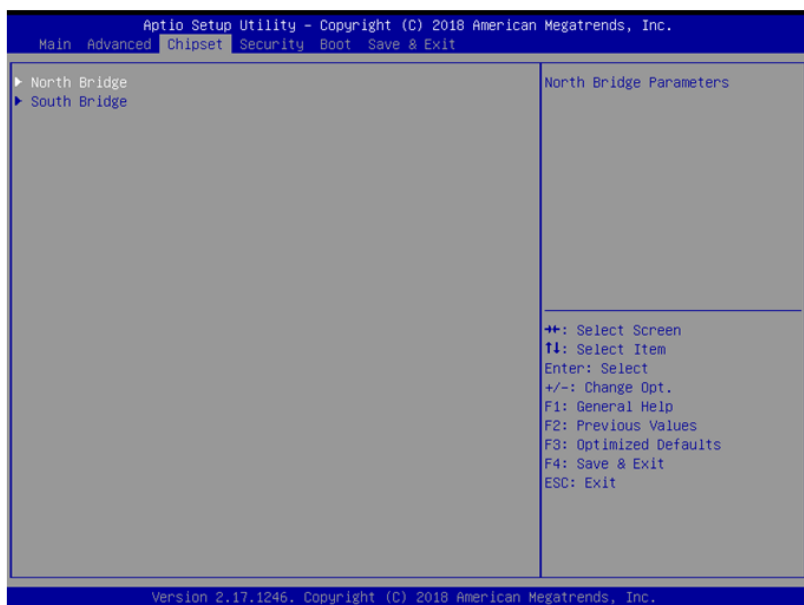 Aptio Setup Utility – Copyright (C) 2018 American Megatrends, Inc.
Main Advanced Chipset Security Boot Save & Exit
▶ North Bridge
▶ South Bridge
North Bridge Parameters
→←: Select Screen
↑↓: Select Item
Enter: Select
+/-: Change Opt.
F1: General Help
F2: Previous Values
F3: Optimized Defaults
F4: Save & Exit
ESC: Exit
Version 2.17.1246. Copyright (C) 2018 American Megatrends, Inc.